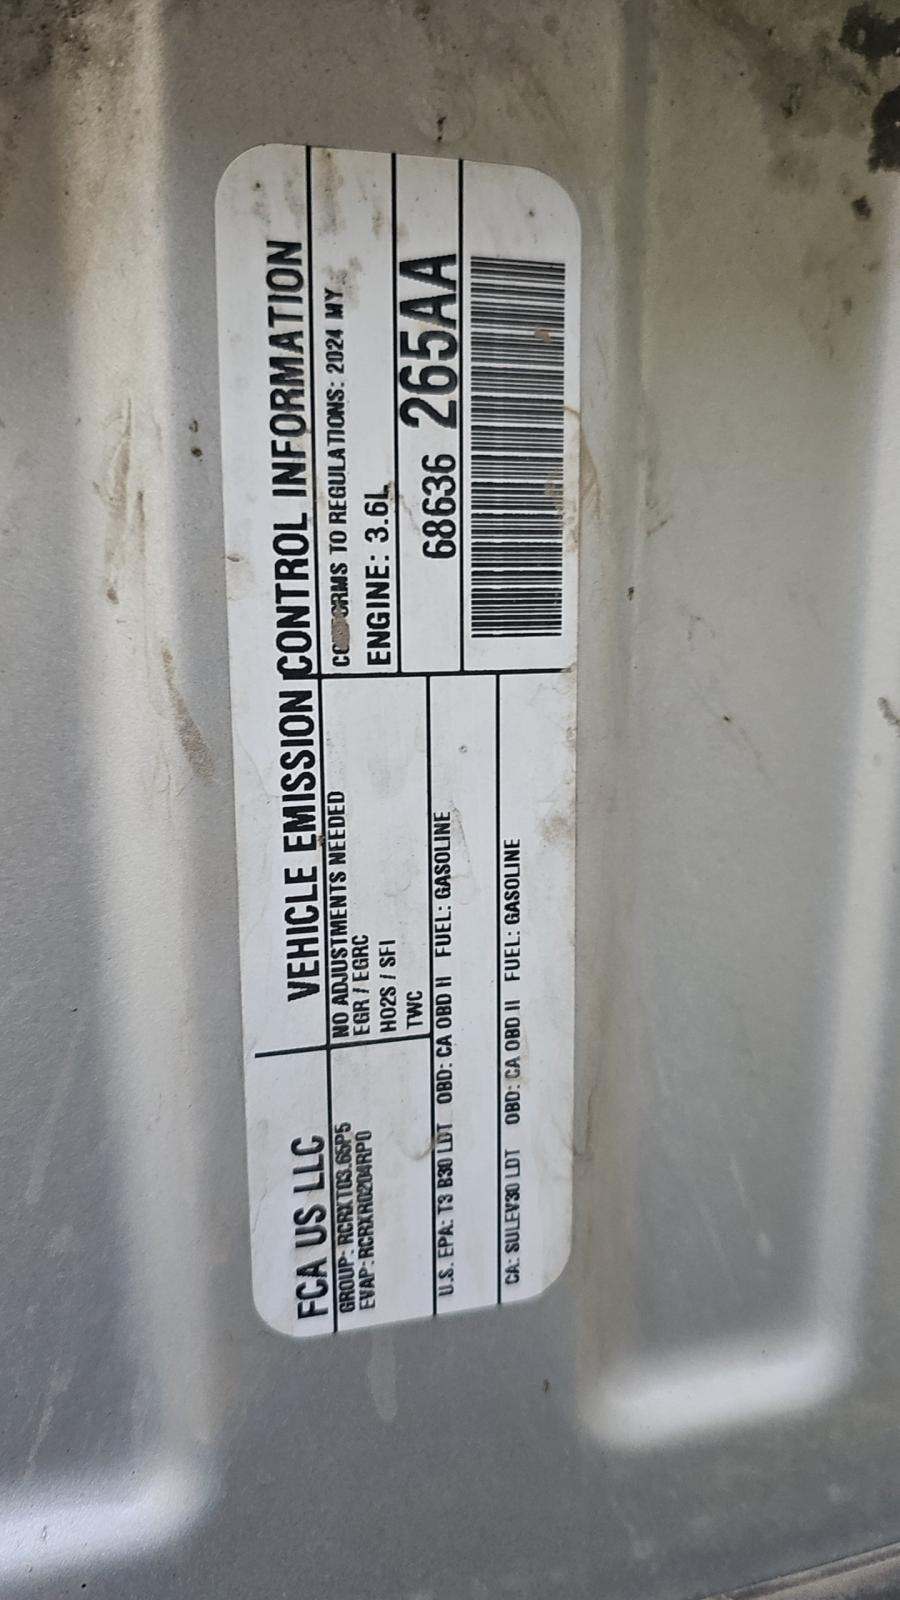 FCA US LLC
VEHICLE EMISSION CONTROL INFORMATION
GROUP: RCRXT03.65P5
EVAP: RCRXR0204RP0
NO ADJUSTMENTS NEEDED
EGR / EGRC
HO2S / SFI
TWC
CONFORMS TO REGULATIONS: 2024 MY
ENGINE: 3.6L
68636 265AA
U.S. EPA: T3 B30 LDT OBD: CA OBD II FUEL: GASOLINE
CA: SULEV30 LDT OBD: CA OBD II FUEL: GASOLINE